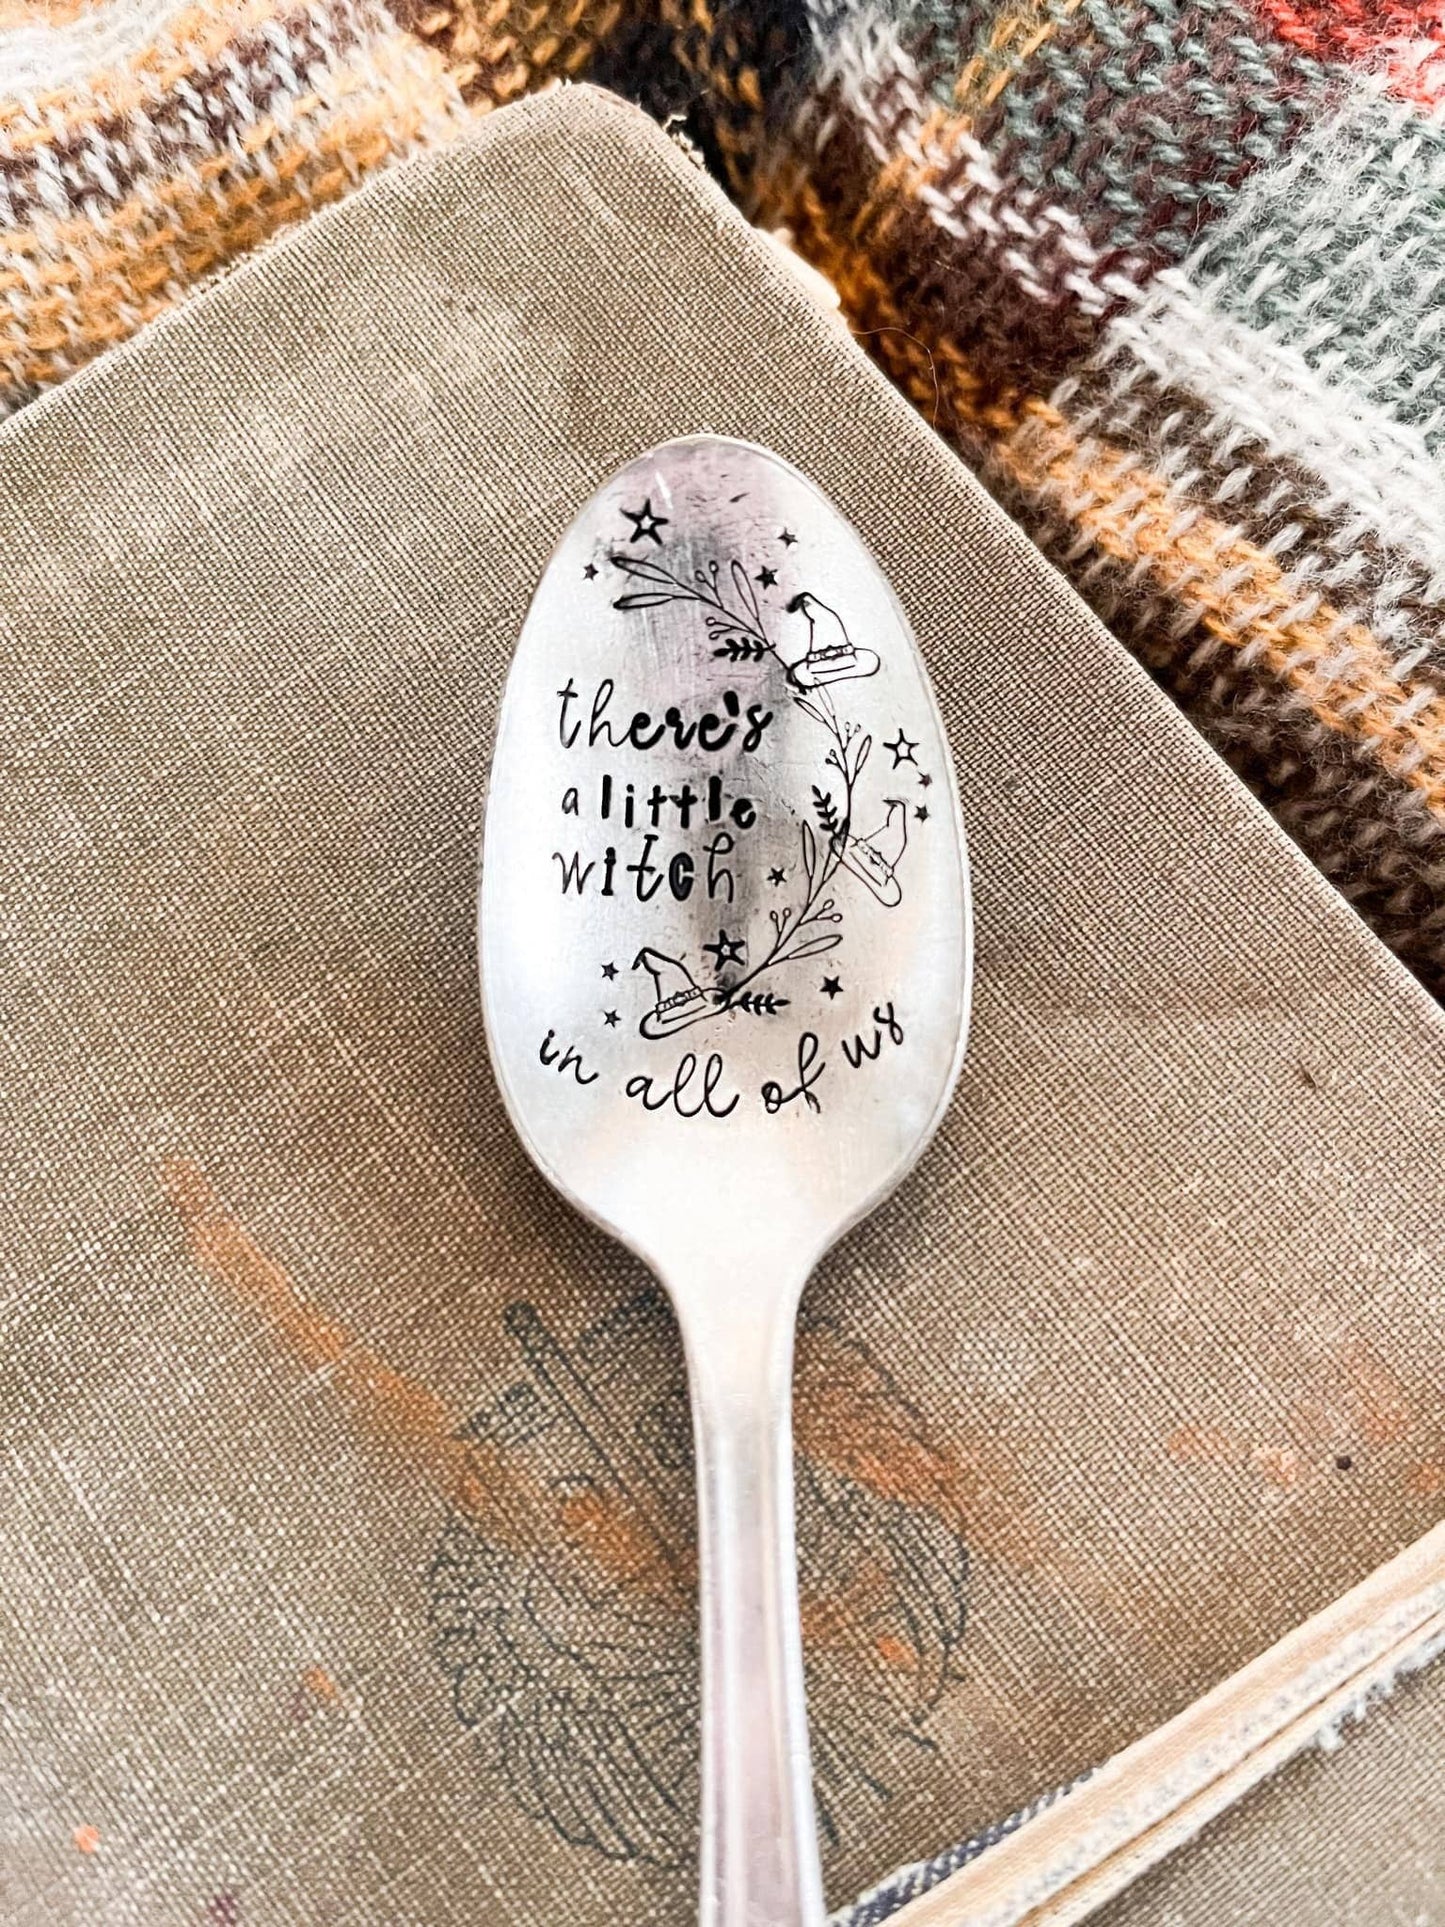 there's
a little
witch
in all of us